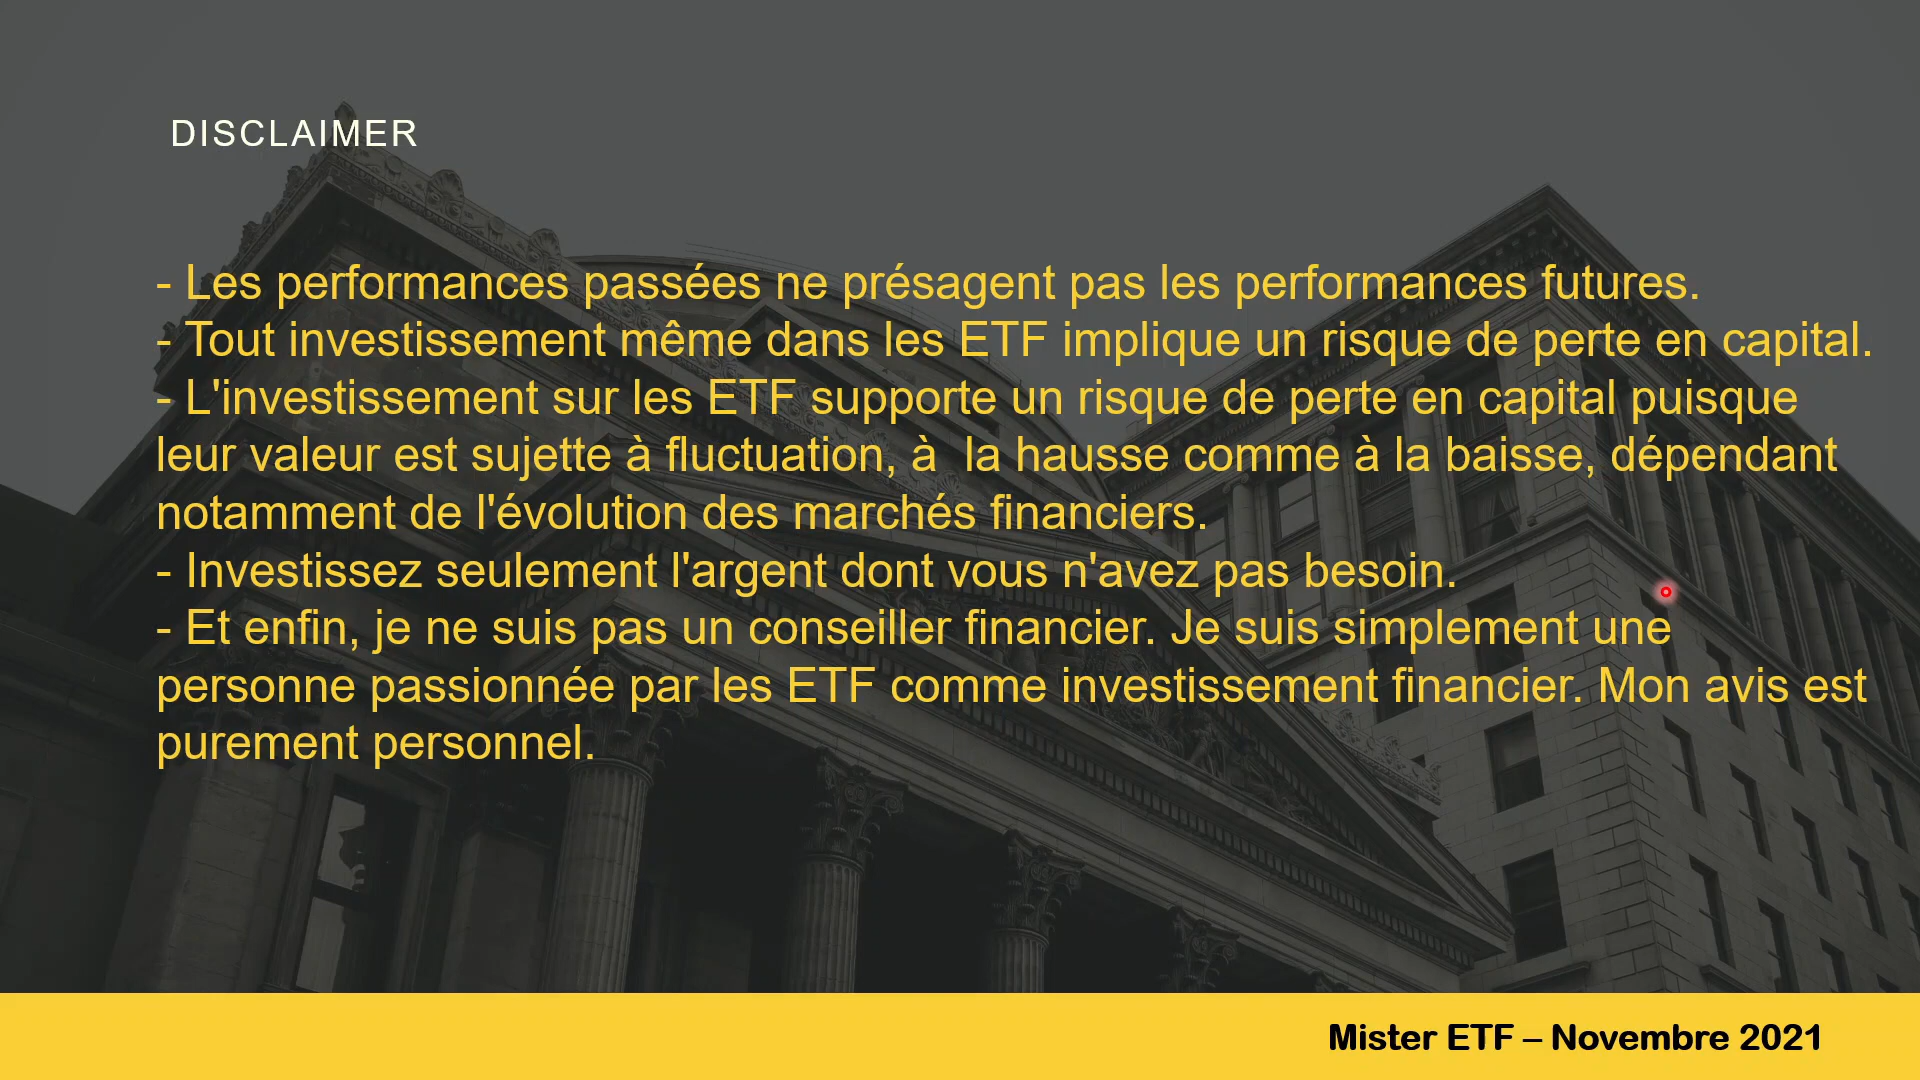 DISCLAIMER
- Les performances passées ne présagent pas les performances futures.
- Tout investissement même dans les ETF implique un risque de perte en capital.
- L'investissement sur les ETF supporte un risque de perte en capital puisque
leur valeur est sujette à fluctuation, à  la hausse comme à la baisse, dépendant
notamment de l'évolution des marchés financiers.
- Investissez seulement l'argent dont vous n'avez pas besoin.
- Et enfin, je ne suis pas un conseiller financier. Je suis simplement une
personne passionnée par les ETF comme investissement financier. Mon avis est
purement personnel.
Mister ETF – Novembre 2021